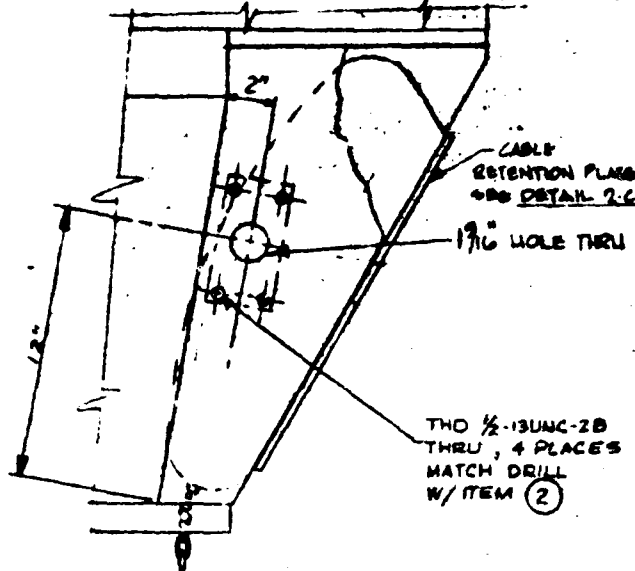 2"
CABLE
RETENTION PLATE
SEE DETAIL 2-C
1 9/16" HOLE THRU
12"
THD 1/2-13UNC-2B
THRU, 4 PLACES
MATCH DRILL
W/ ITEM 2